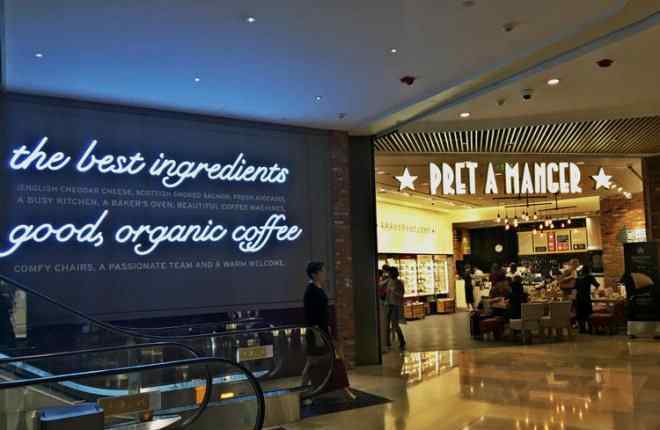 the best ingredients
(ENGLISH CHEDDAR CHEESE, SCOTTISH SMOKED SALMON, FRESH AVOCADO,
A BUSY KITCHEN, A BAKER'S OVEN, BEAUTIFUL COFFEE MACHINES,
good, organic coffee
COMFY CHAIRS, A PASSIONATE TEAM AND A WARM WELCOME.
★ PRET A MANGER ★